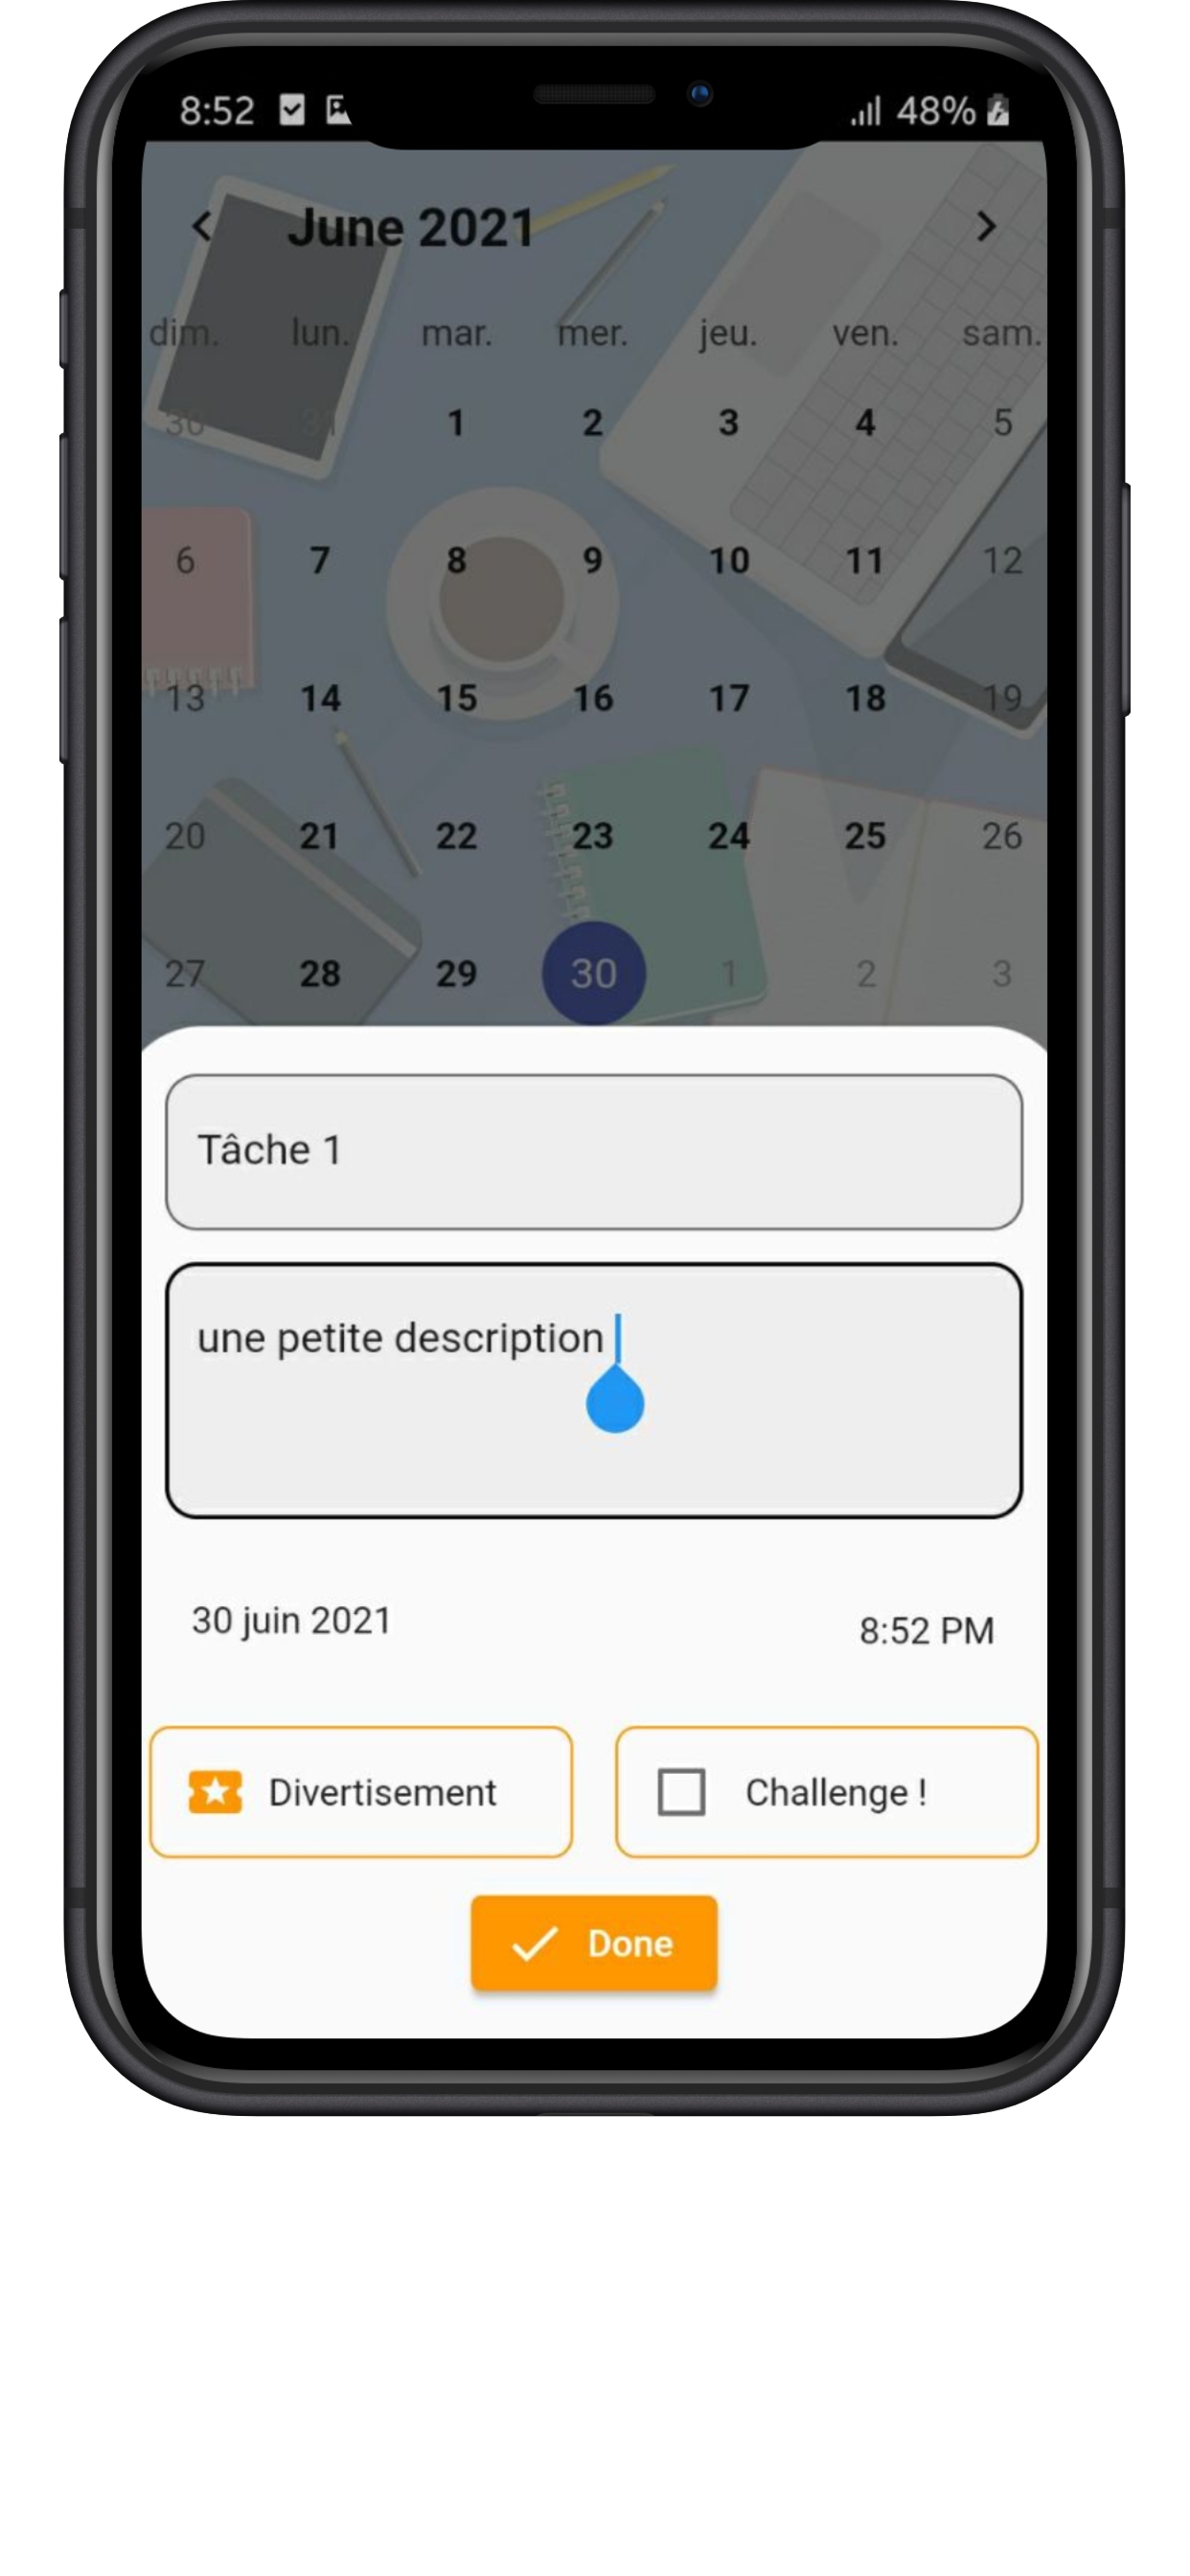 8:52 48%
June 2021
dim. lun. mar. mer. jeu. ven. sam.
30 31 1 2 3 4 5
6 7 8 9 10 11 12
13 14 15 16 17 18 19
20 21 22 23 24 25 26
27 28 29 30 1 2 3
Tâche 1
une petite description
30 juin 2021
8:52 PM
Divertisement
Challenge !
Done